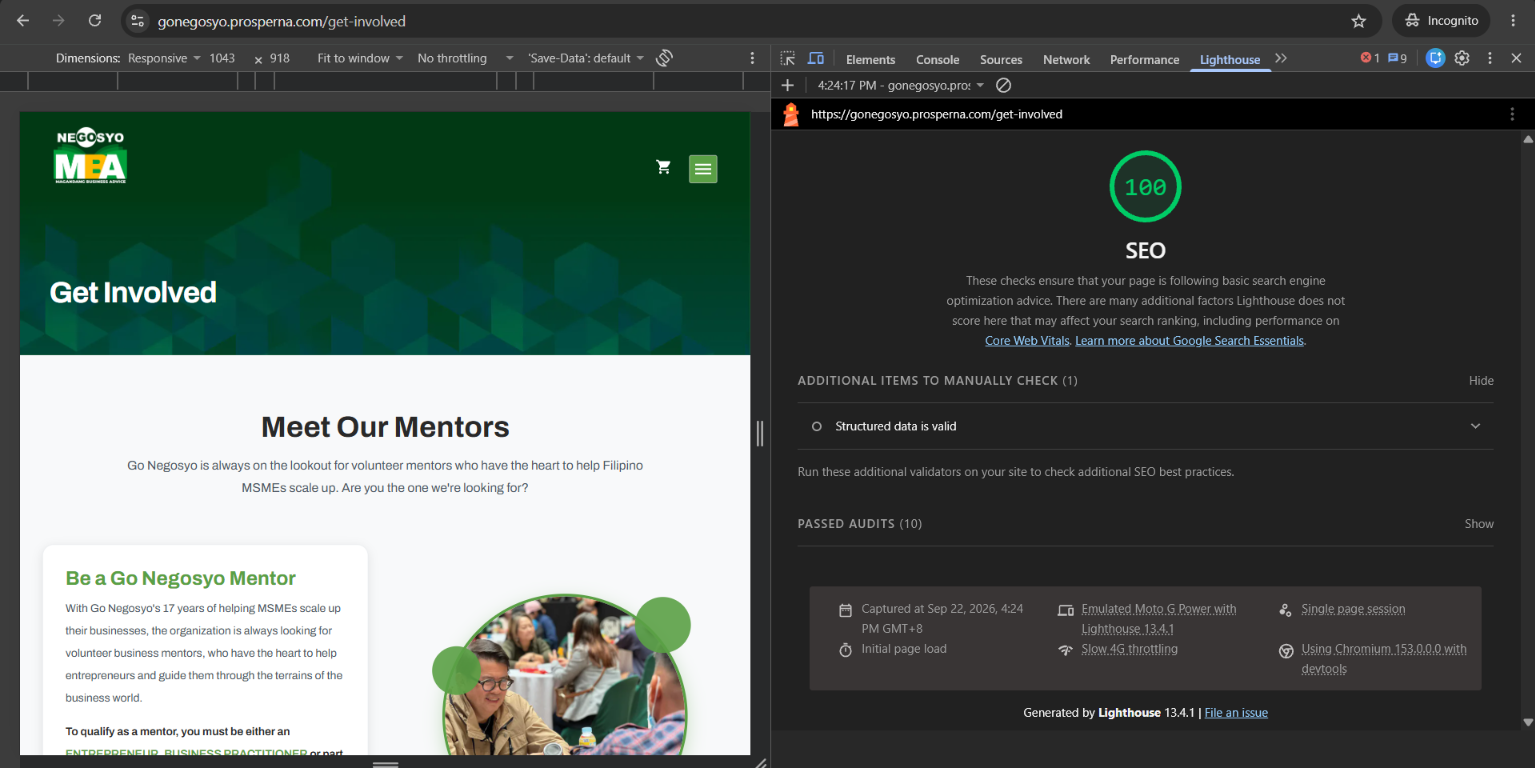 gonegosyo.prosperna.com/get-involved
Incognito
Dimensions: Responsive 1043 × 918 Fit to window No throttling 'Save-Data': default
Elements Console Sources Network Performance Lighthouse 1 9
4:24:17 PM - gonegosyo.pros
https://gonegosyo.prosperna.com/get-involved
NEGOSYO
MBA
MACARDANG BUSINESS ADVICE
Get Involved
Meet Our Mentors
Go Negosyo is always on the lookout for volunteer mentors who have the heart to help Filipino
MSMEs scale up. Are you the one we're looking for?
Be a Go Negosyo Mentor
With Go Negosyo's 17 years of helping MSMEs scale up
their businesses, the organization is always looking for
volunteer business mentors, who have the heart to help
entrepreneurs and guide them through the terrains of the
business world.
To qualify as a mentor, you must be either an
ENTREPRENEUR, BUSINESS PRACTITIONER or part
100
SEO
These checks ensure that your page is following basic search engine
optimization advice. There are many additional factors Lighthouse does not
score here that may affect your search ranking, including performance on
Core Web Vitals. Learn more about Google Search Essentials.
ADDITIONAL ITEMS TO MANUALLY CHECK (1) Hide
Structured data is valid
Run these additional validators on your site to check additional SEO best practices.
PASSED AUDITS (10) Show
Captured at Sep 22, 2026, 4:24
PM GMT+8
Initial page load
Emulated Moto G Power with
Lighthouse 13.4.1
Slow 4G throttling
Single page session
Using Chromium 153.0.0.0 with
devtools
Generated by Lighthouse 13.4.1 | File an issue